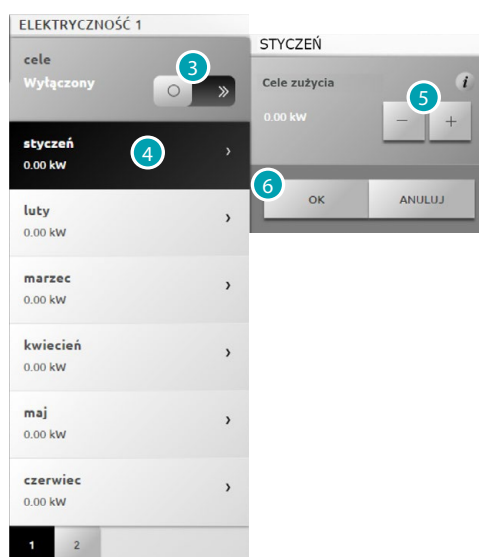 ELEKTRYCZNOŚĆ 1
cele
Wyłączony
3
styczeń
0.00 kW
4
luty
0.00 kW
marzec
0.00 kW
kwiecień
0.00 kW
maj
0.00 kW
czerwiec
0.00 kW
1 2
STYCZEŃ
Cele zużycia
i
0.00 kW
5
− +
6
OK ANULUJ